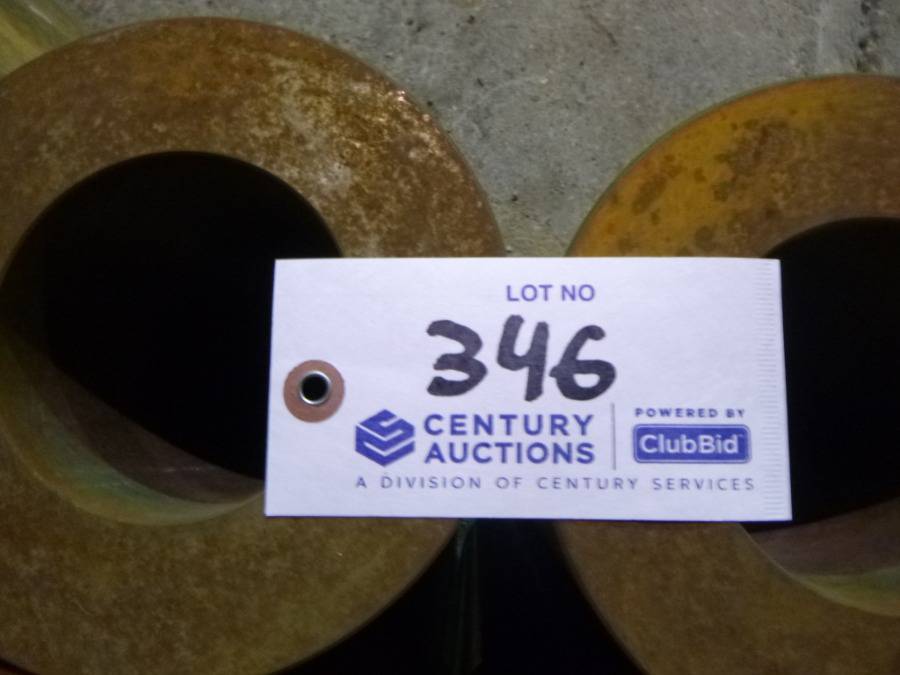 LOT NO
346
CENTURY
AUCTIONS
POWERED BY
ClubBid
A DIVISION OF CENTURY SERVICES